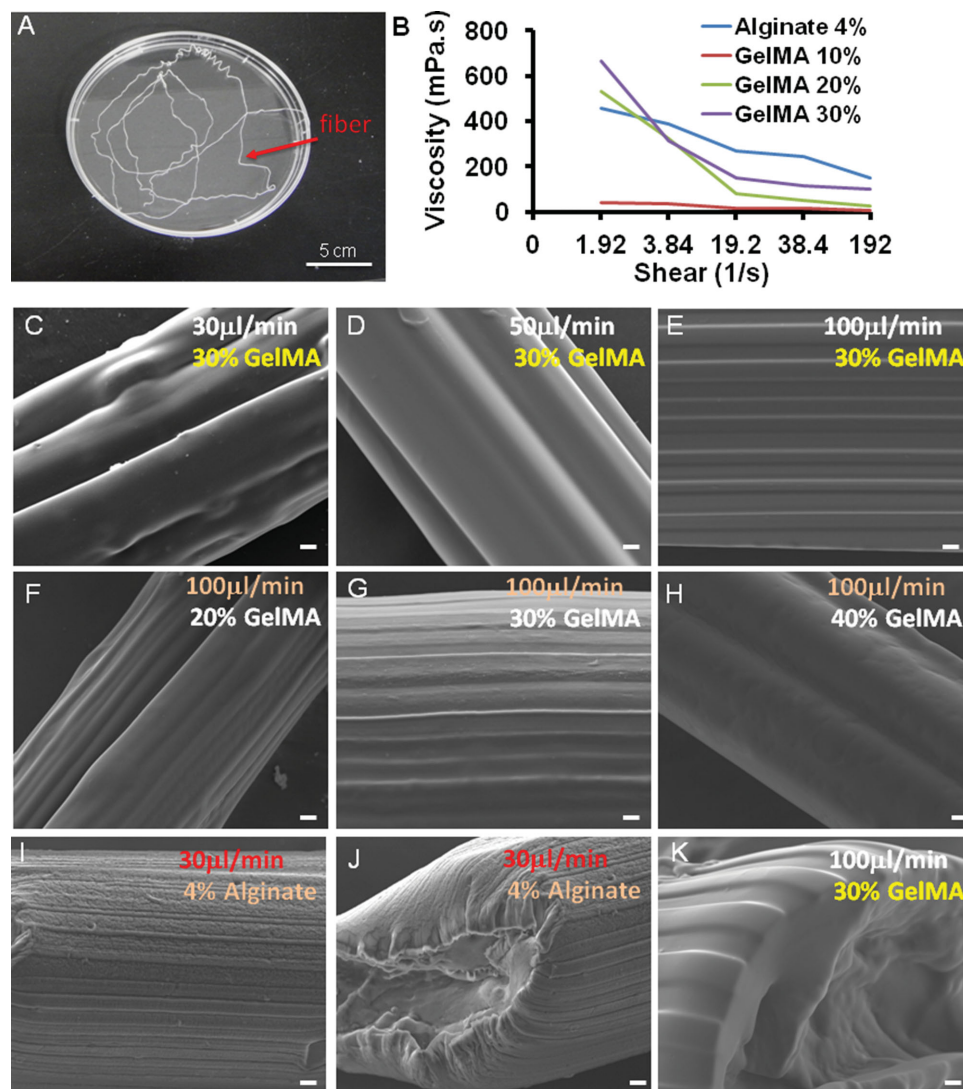 A
fiber
5 cm
B
Viscosity (mPa.s)
800
600
400
200
0
Alginate 4%
GelMA 10%
GelMA 20%
GelMA 30%
0 1.92 3.84 19.2 38.4 192
Shear (1/s)
C
30μl/min
30% GelMA
D
50μl/min
30% GelMA
E
100μl/min
30% GelMA
F
100μl/min
20% GelMA
G
100μl/min
30% GelMA
H
100μl/min
40% GelMA
I
30μl/min
4% Alginate
J
30μl/min
4% Alginate
K
100μl/min
30% GelMA